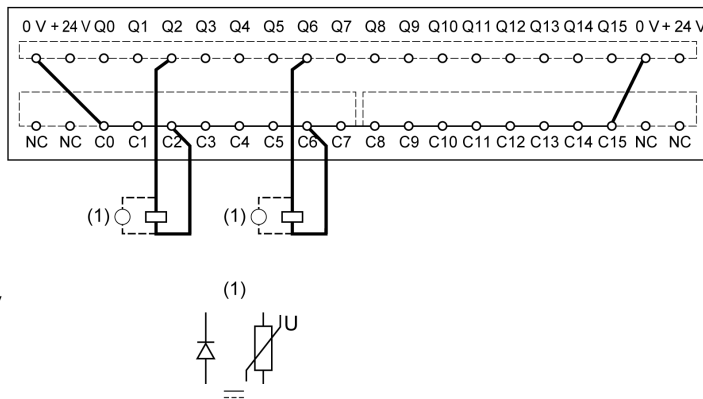 0 V + 24 V Q0 Q1 Q2 Q3 Q4 Q5 Q6 Q7 Q8 Q9 Q10 Q11 Q12 Q13 Q14 Q15 0 V + 24 V
NC NC C0 C1 C2 C3 C4 C5 C6 C7 C8 C9 C10 C11 C12 C13 C14 C15 NC NC
(1) (1)
(1)
U